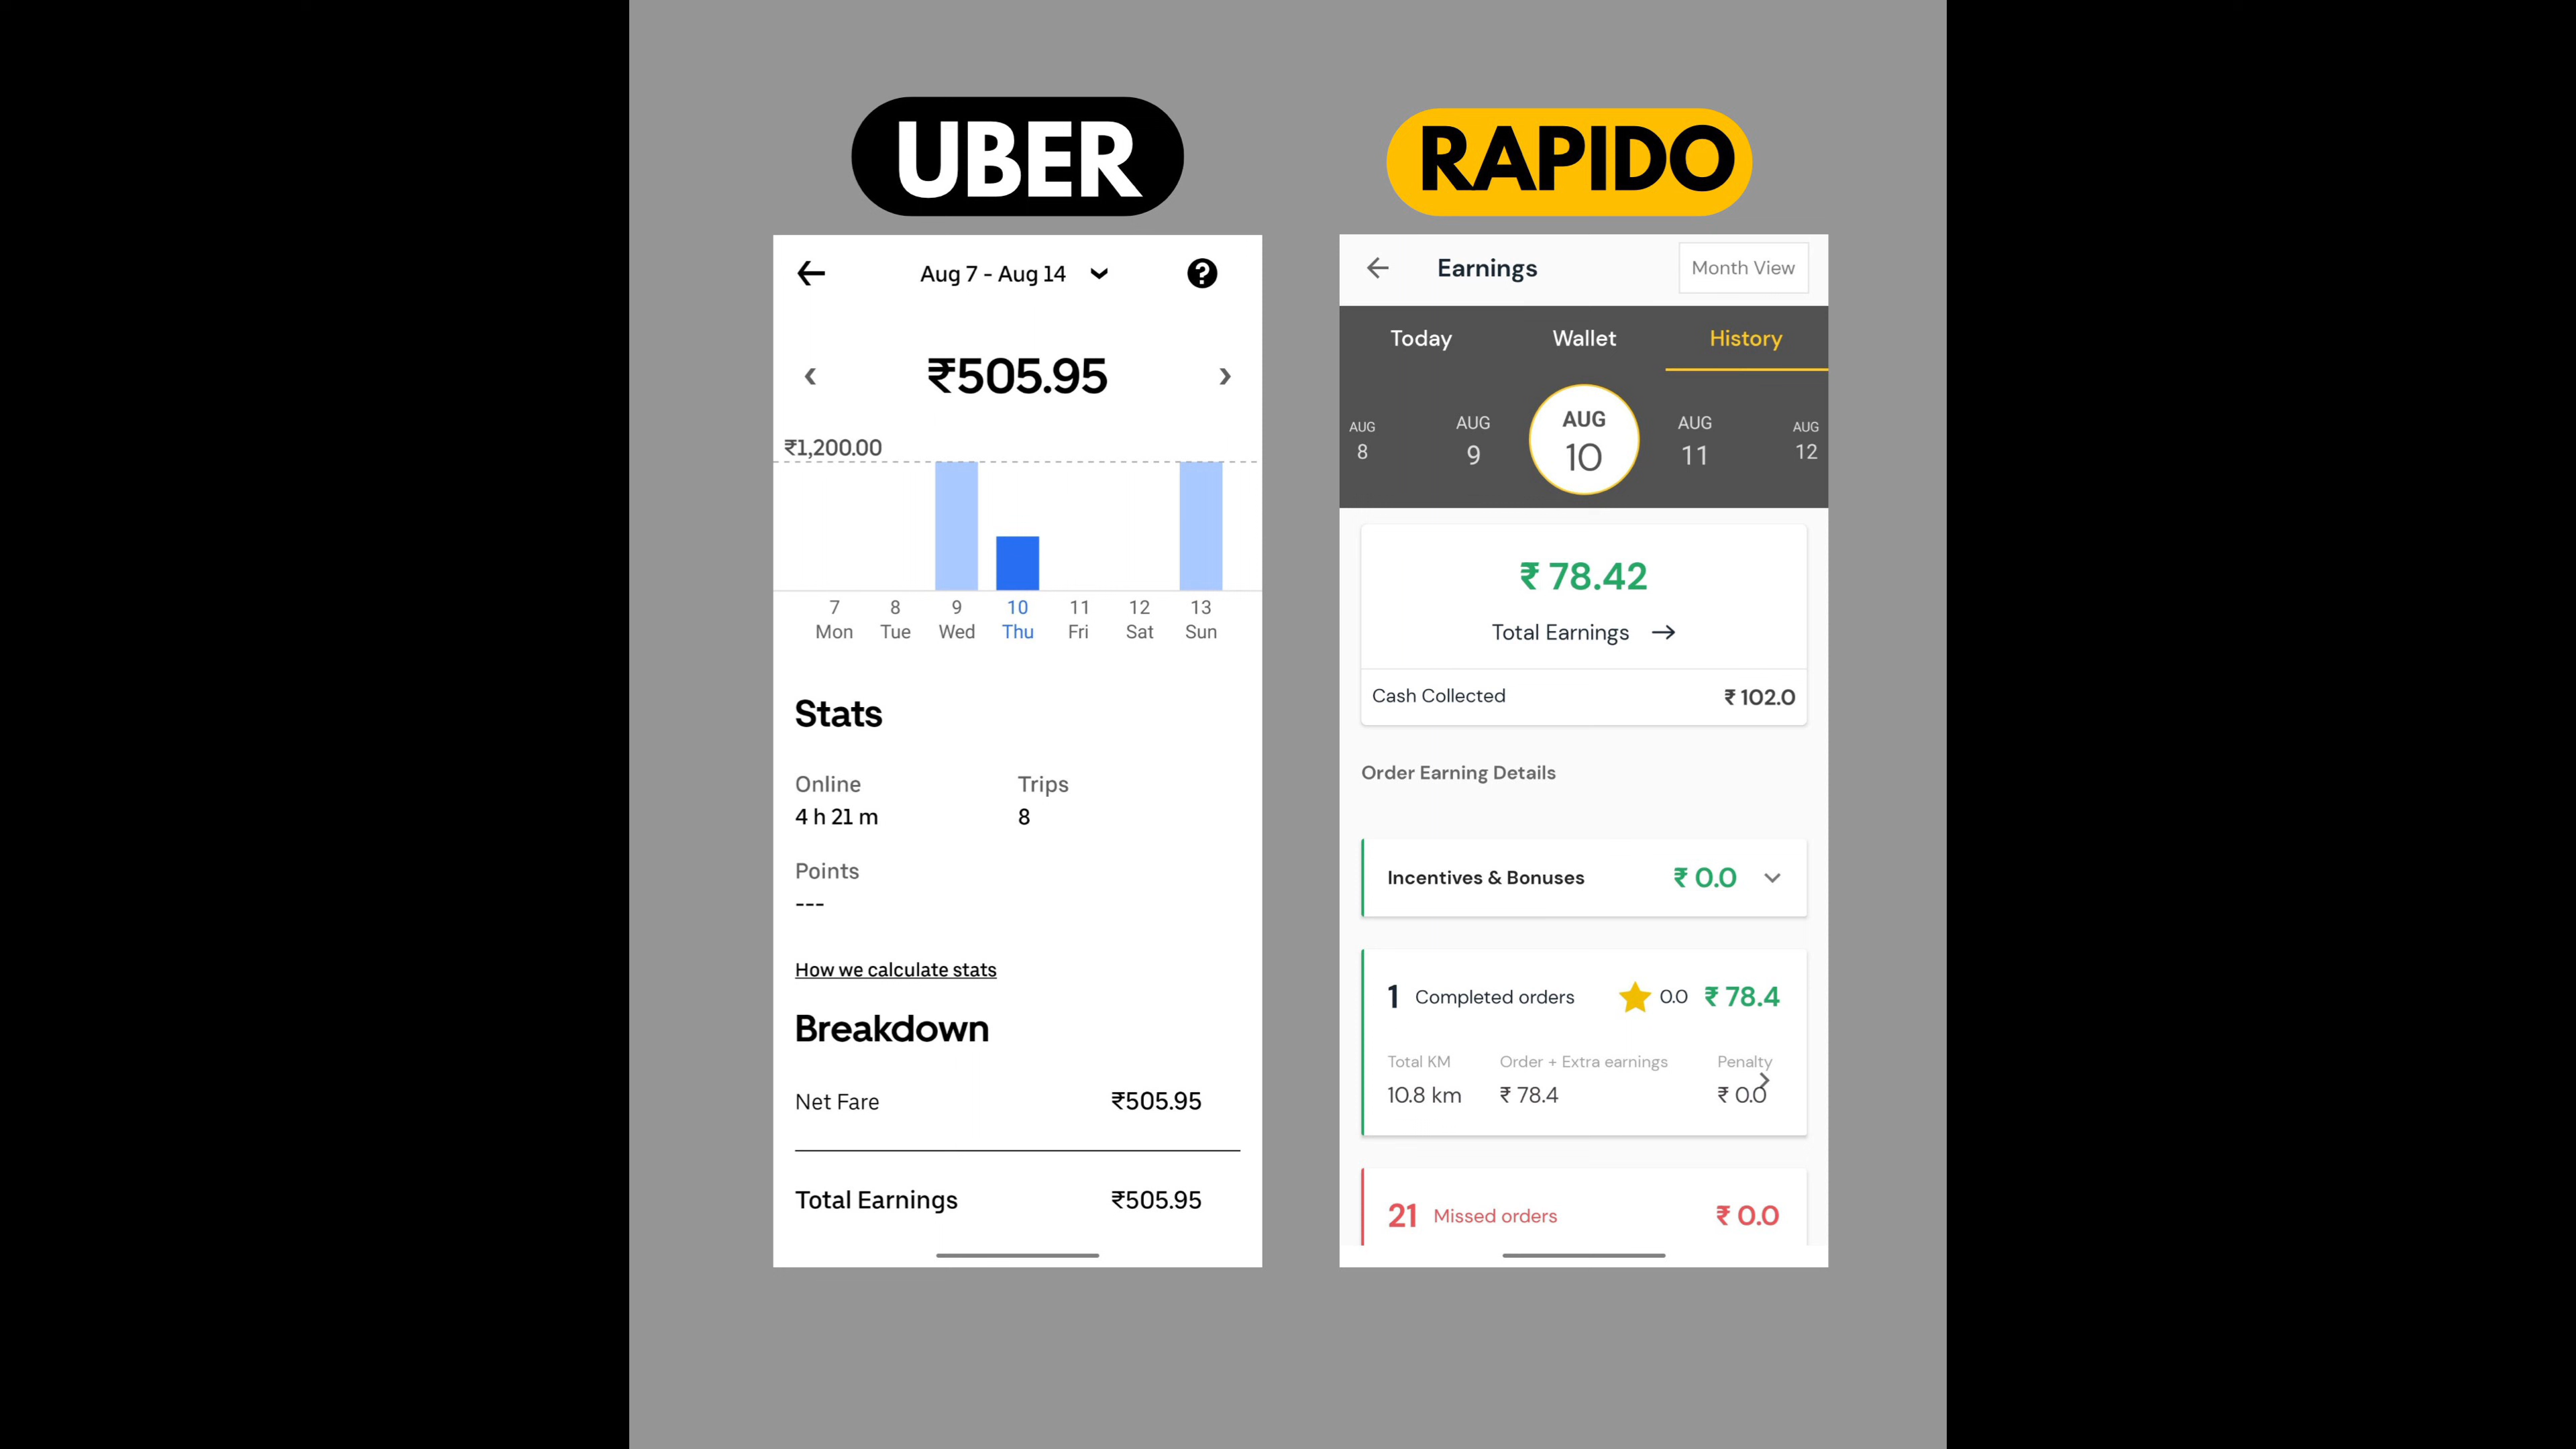 UBER
Aug 7 - Aug 14
?
₹505.95
₹1,200.00
7 8 9 10 11 12 13
Mon Tue Wed Thu Fri Sat Sun
Stats
Online Trips
4 h 21 m 8
Points
---
How we calculate stats
Breakdown
Net Fare ₹505.95
Total Earnings ₹505.95
RAPIDO
Earnings Month View
Today Wallet History
AUG AUG AUG AUG AUG
8 9 10 11 12
₹ 78.42
Total Earnings →
Cash Collected ₹ 102.0
Order Earning Details
Incentives & Bonuses ₹ 0.0
1 Completed orders 0.0 ₹ 78.4
Total KM Order + Extra earnings Penalty
10.8 km ₹ 78.4 ₹ 0.0
21 Missed orders ₹ 0.0